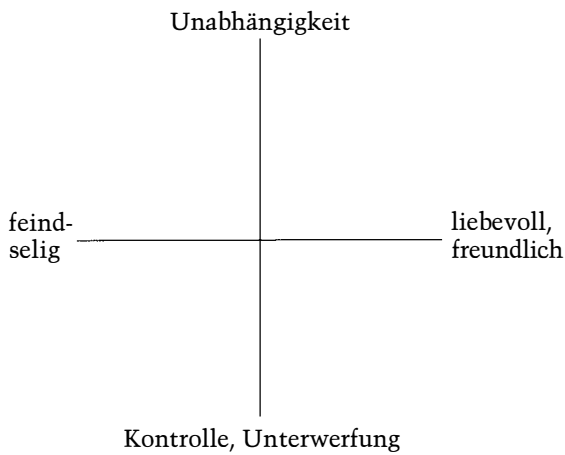 Unabhängigkeit
feind-
selig
liebevoll,
freundlich
Kontrolle, Unterwerfung